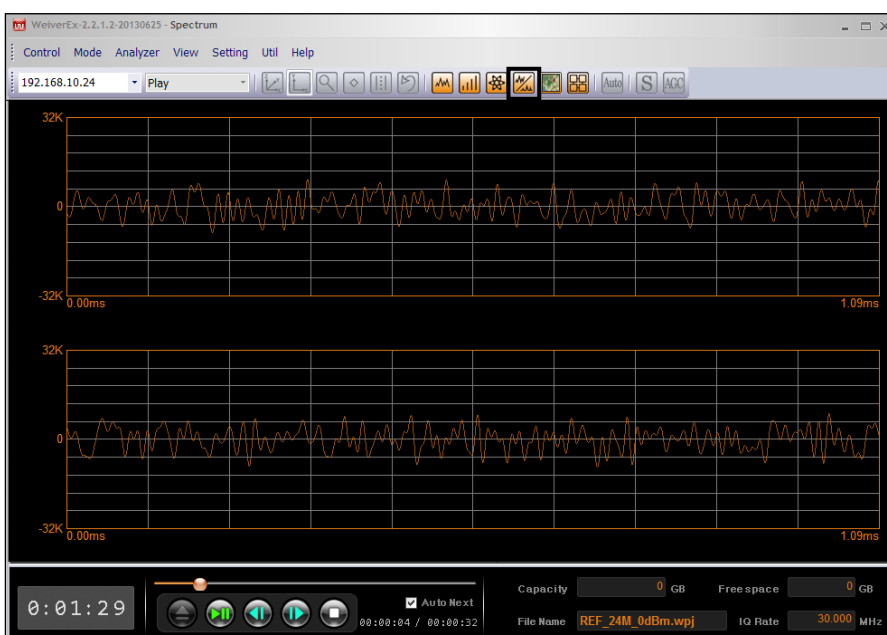 WeiverEx-2.2.1.2-20130625 - Spectrum
Control Mode Analyzer View Setting Util Help
192.168.10.24 Play Auto S AGC
32K
0
-32K
0.00ms 1.09ms
32K
0
-32K
0.00ms 1.09ms
0:01:29
Auto Next
00:00:04 / 00:00:32
Capacity 0 GB Free space 0 GB
File Name REF_24M_0dBm.wpj IQ Rate 30.000 MHz